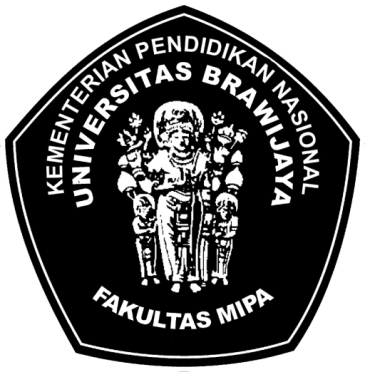 KEMENTERIAN PENDIDIKAN NASIONAL
UNIVERSITAS BRAWIJAYA
FAKULTAS MIPA